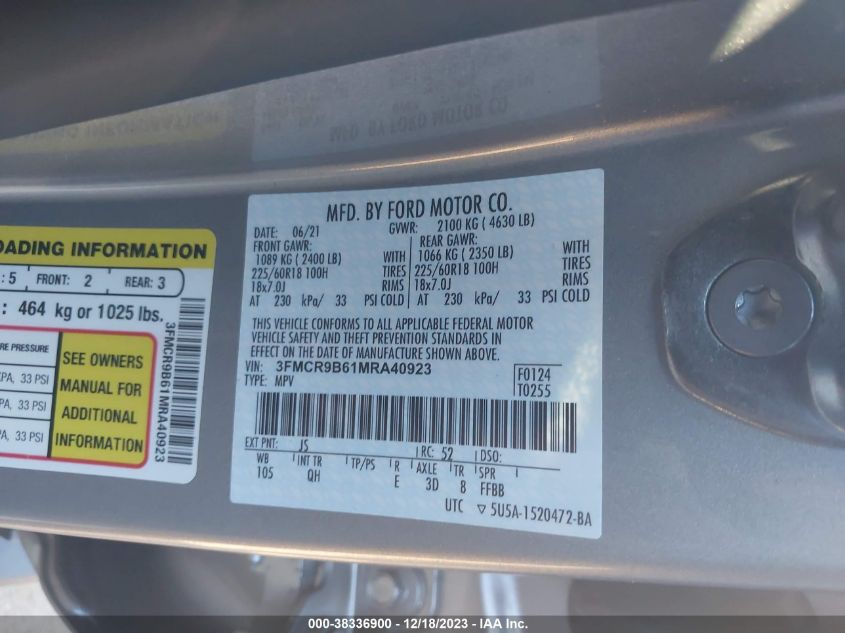 MFD. BY FORD MOTOR CO.
DATE: 06/21 GVWR: 2100 KG ( 4630 LB)
FRONT GAWR: REAR GAWR:
1089 KG ( 2400 LB) WITH 1066 KG ( 2350 LB) WITH
225/60R18 100H TIRES 225/60R18 100H TIRES
18x7.0J RIMS 18x7.0J RIMS
AT 230 kPa/ 33 PSI COLD AT 230 kPa/ 33 PSI COLD
THIS VEHICLE CONFORMS TO ALL APPLICABLE FEDERAL MOTOR
VEHICLE SAFETY AND THEFT PREVENTION STANDARDS IN
EFFECT ON THE DATE OF MANUFACTURE SHOWN ABOVE.
VIN: 3FMCR9B61MRA40923
TYPE: MPV
F0124
T0255
EXT PNT: JS RC: 52 DSO:
WB INT TR TP/PS R AXLE TR SPR
105 QH E 3D 8 FFBB
UTC ▽ 5U5A-1520472-BA
OADING INFORMATION
: 5 FRONT: 2 REAR: 3
: 464 kg or 1025 lbs.
RE PRESSURE
PA, 33 PSI
PA, 33 PSI
PA, 33 PSI
SEE OWNERS
MANUAL FOR
ADDITIONAL
INFORMATION
3FMCR9B61MRA40923
000-38336900 - 12/18/2023 - IAA Inc.